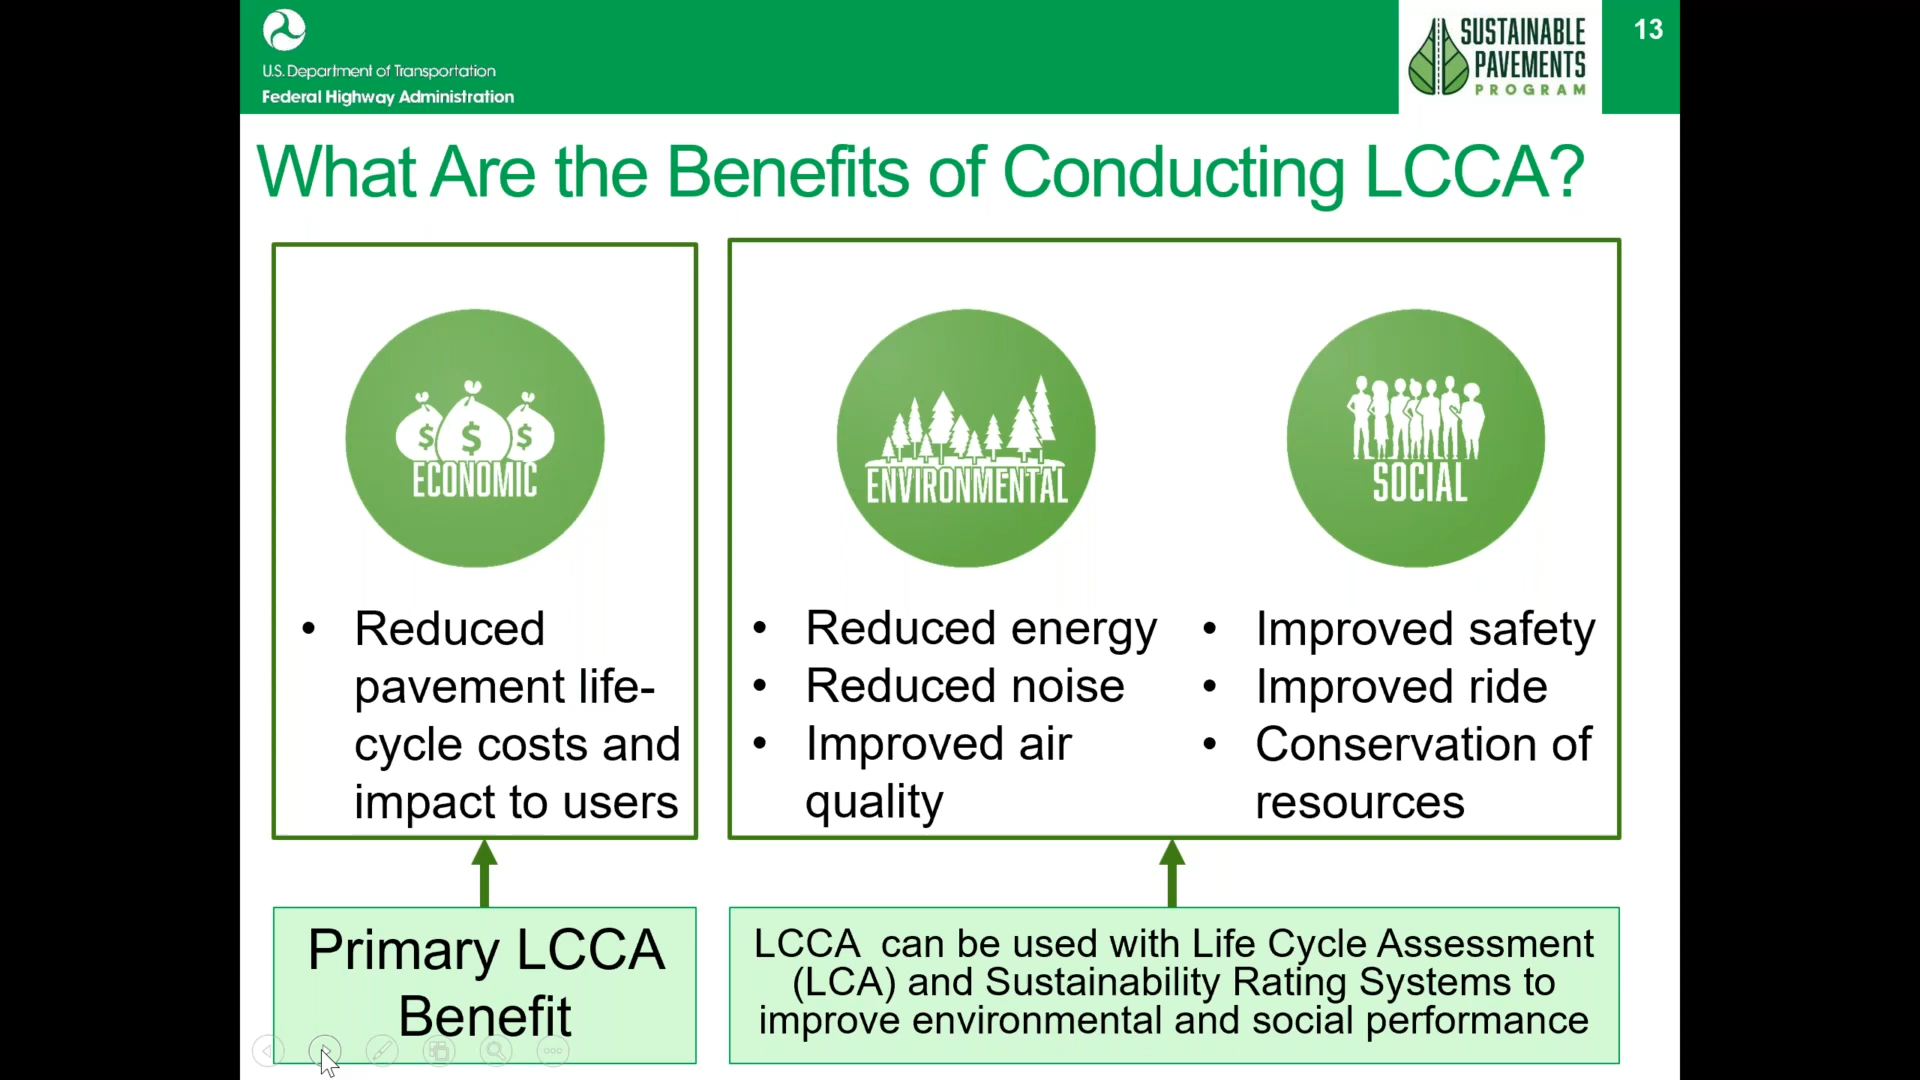 U.S. Department of Transportation
Federal Highway Administration
SUSTAINABLE
PAVEMENTS
PROGRAM
13
What Are the Benefits of Conducting LCCA?
$ $ $
ECONOMIC
• Reduced
pavement life-
cycle costs and
impact to users
Primary LCCA
Benefit
ENVIRONMENTAL
• Reduced energy
• Reduced noise
• Improved air
quality
SOCIAL
• Improved safety
• Improved ride
• Conservation of
resources
LCCA can be used with Life Cycle Assessment
(LCA) and Sustainability Rating Systems to
improve environmental and social performance